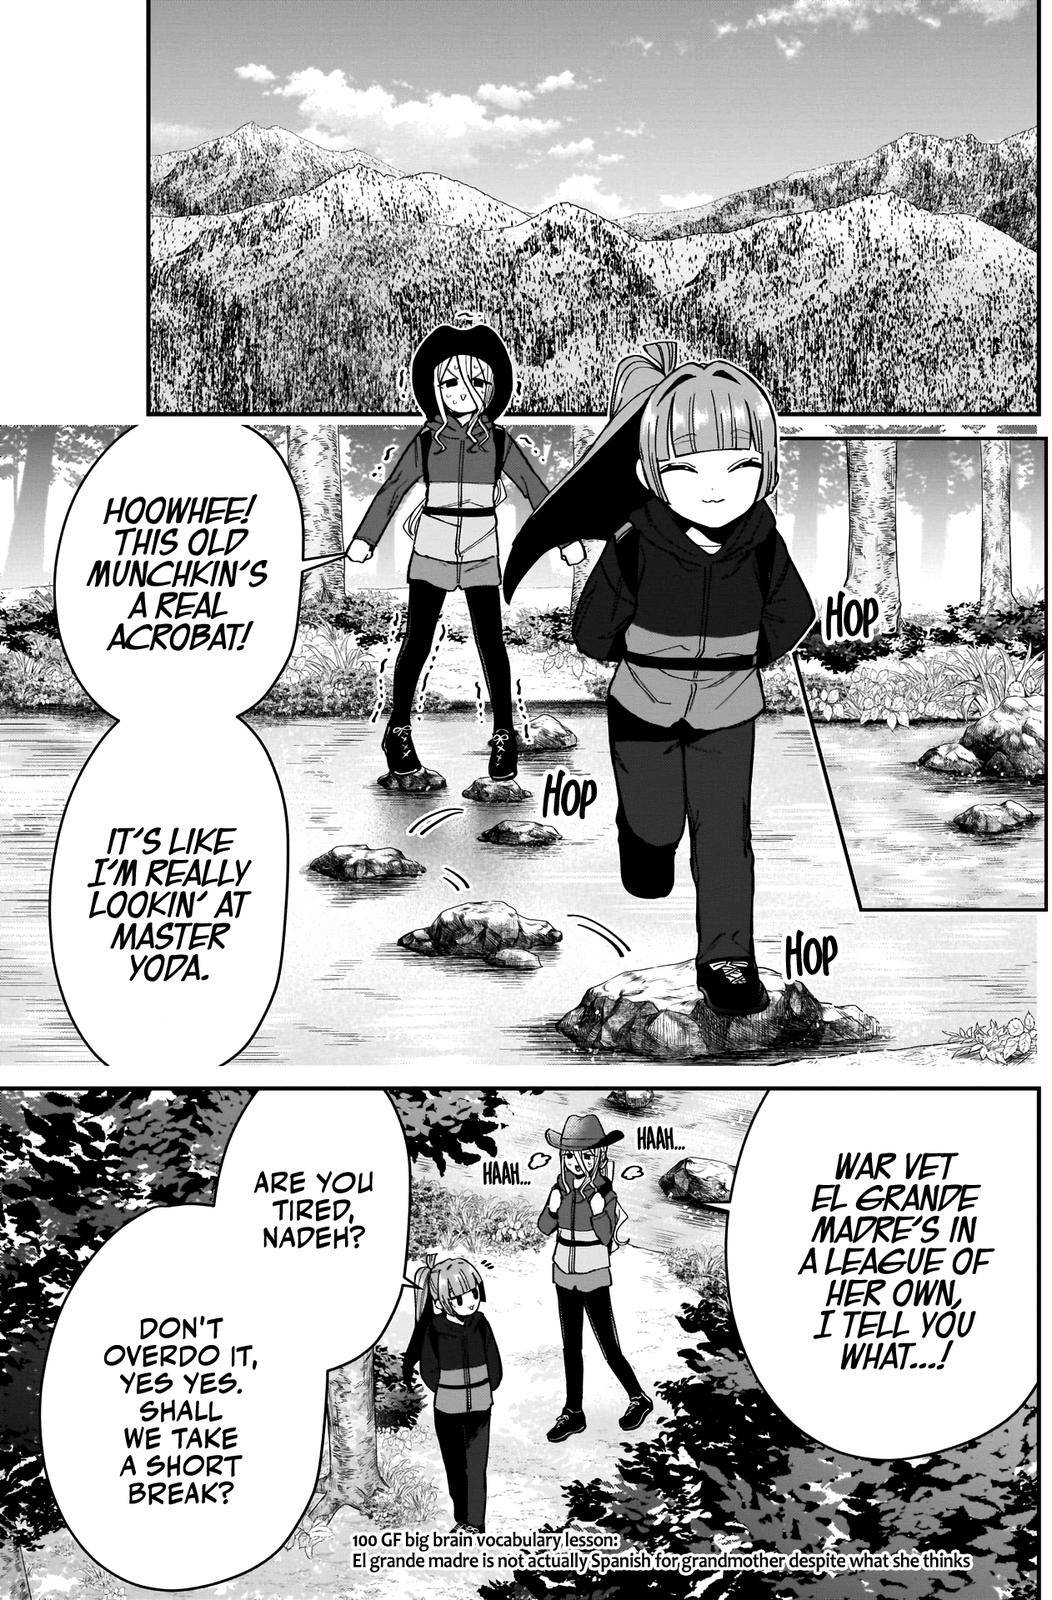 HOOWHEE!
THIS OLD
MUNCHKIN'S
A REAL
ACROBAT!
HOP
HOP
HOP
IT'S LIKE
I'M REALLY
LOOKIN' AT
MASTER
YODA.
WAR VET
EL GRANDE
MADRE'S IN
A LEAGUE OF
HER OWN,
I TELL YOU
WHAT...!
HAAH...
HAAH...
ARE YOU
TIRED,
NADEH?
DON'T
OVERDO IT,
YES YES.
SHALL
WE TAKE
A SHORT
BREAK?
100 GF big brain vocabulary lesson:
El grande madre is not actually Spanish for grandmother despite what she thinks